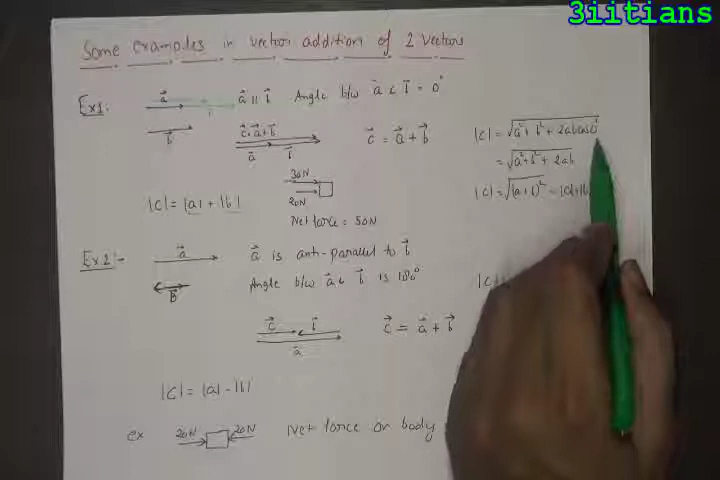 3iitians
Some examples in vector addition of 2 vectors
Ex1:
a⃗
a⃗ || b⃗ Angle b/w a⃗ & b⃗ = 0°
b⃗
c⃗ = a⃗ + b⃗
a⃗ b⃗
c⃗ = a⃗ + b⃗
|c| = √a² + b² + 2ab cos 0°
= √a² + b² + 2ab
|c| = √(a + b)² = |a| + |b
30N
20N
|c| = |a| + |b|
Net force = 50N
Ex2:-
a⃗
a⃗ is anti-parallel to b⃗
B⃗
Angle b/w a⃗ & b⃗ is 180°
|c
c⃗ b⃗
a⃗
c⃗ = a⃗ + b⃗
|c| = |a| - |b|
ex
20N 20N
Net force on body